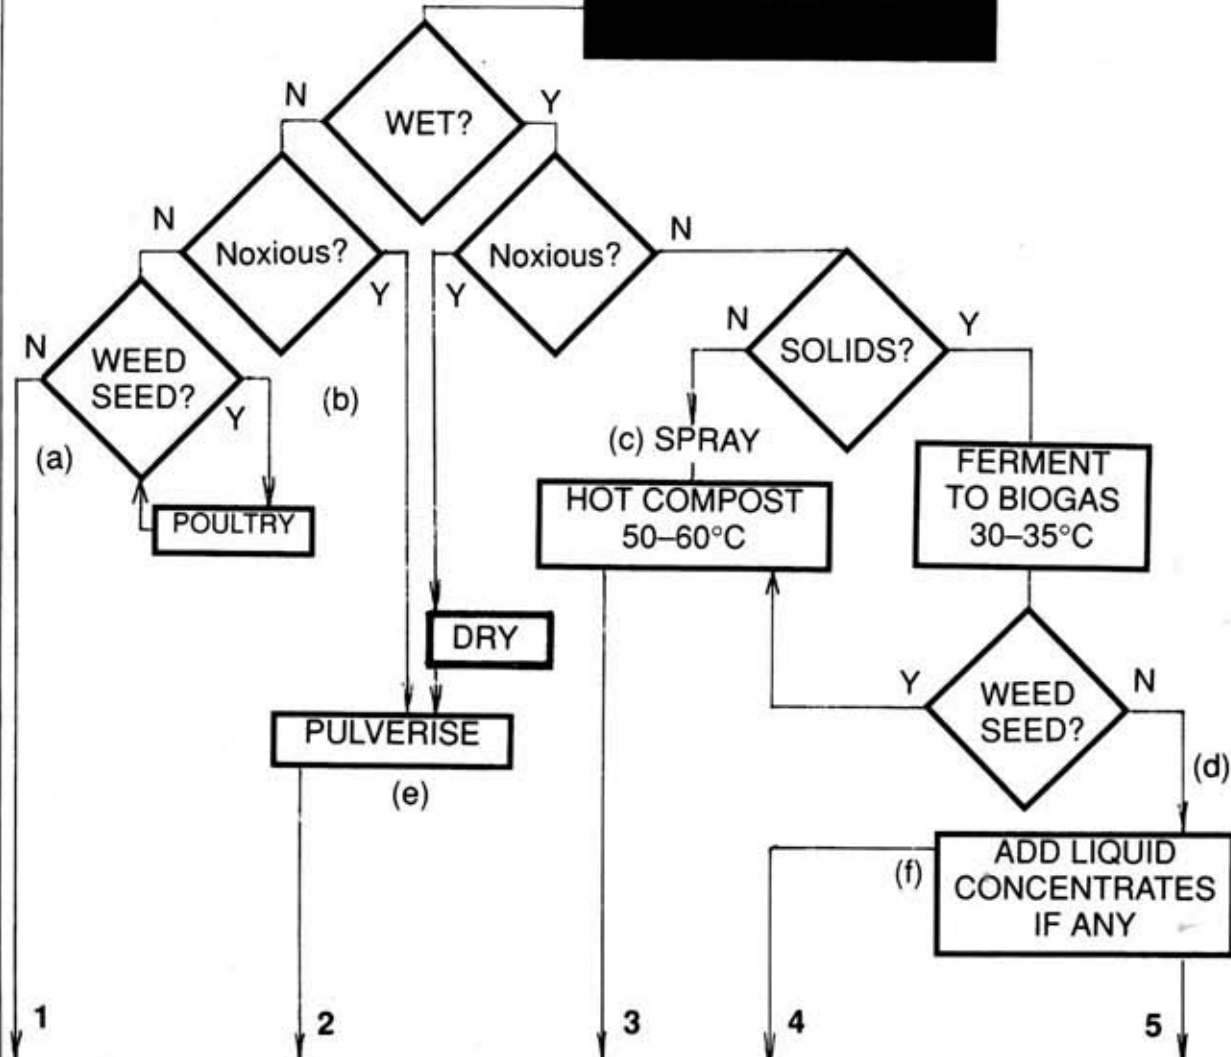 WET?
N
Y
Noxious?
N
Y
Noxious?
Y
N
WEED
SEED?
N
Y
(a)
(b)
POULTRY
SOLIDS?
N
Y
(c) SPRAY
HOT COMPOST
50–60°C
FERMENT
TO BIOGAS
30–35°C
DRY
PULVERISE
(e)
WEED
SEED?
Y
N
(d)
ADD LIQUID
CONCENTRATES
IF ANY
(f)
1
2
3
4
5